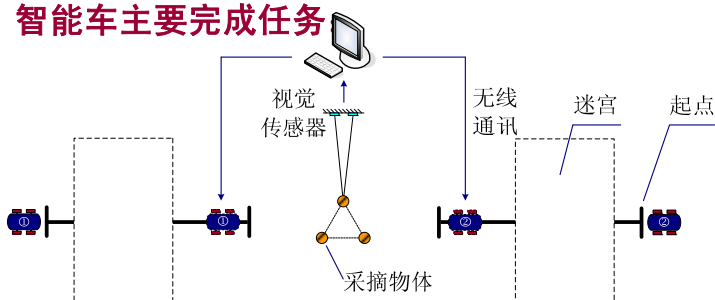 智能车主要完成任务
视觉
传感器
无线
通讯
迷宫
起点
①
①
②
②
采摘物体